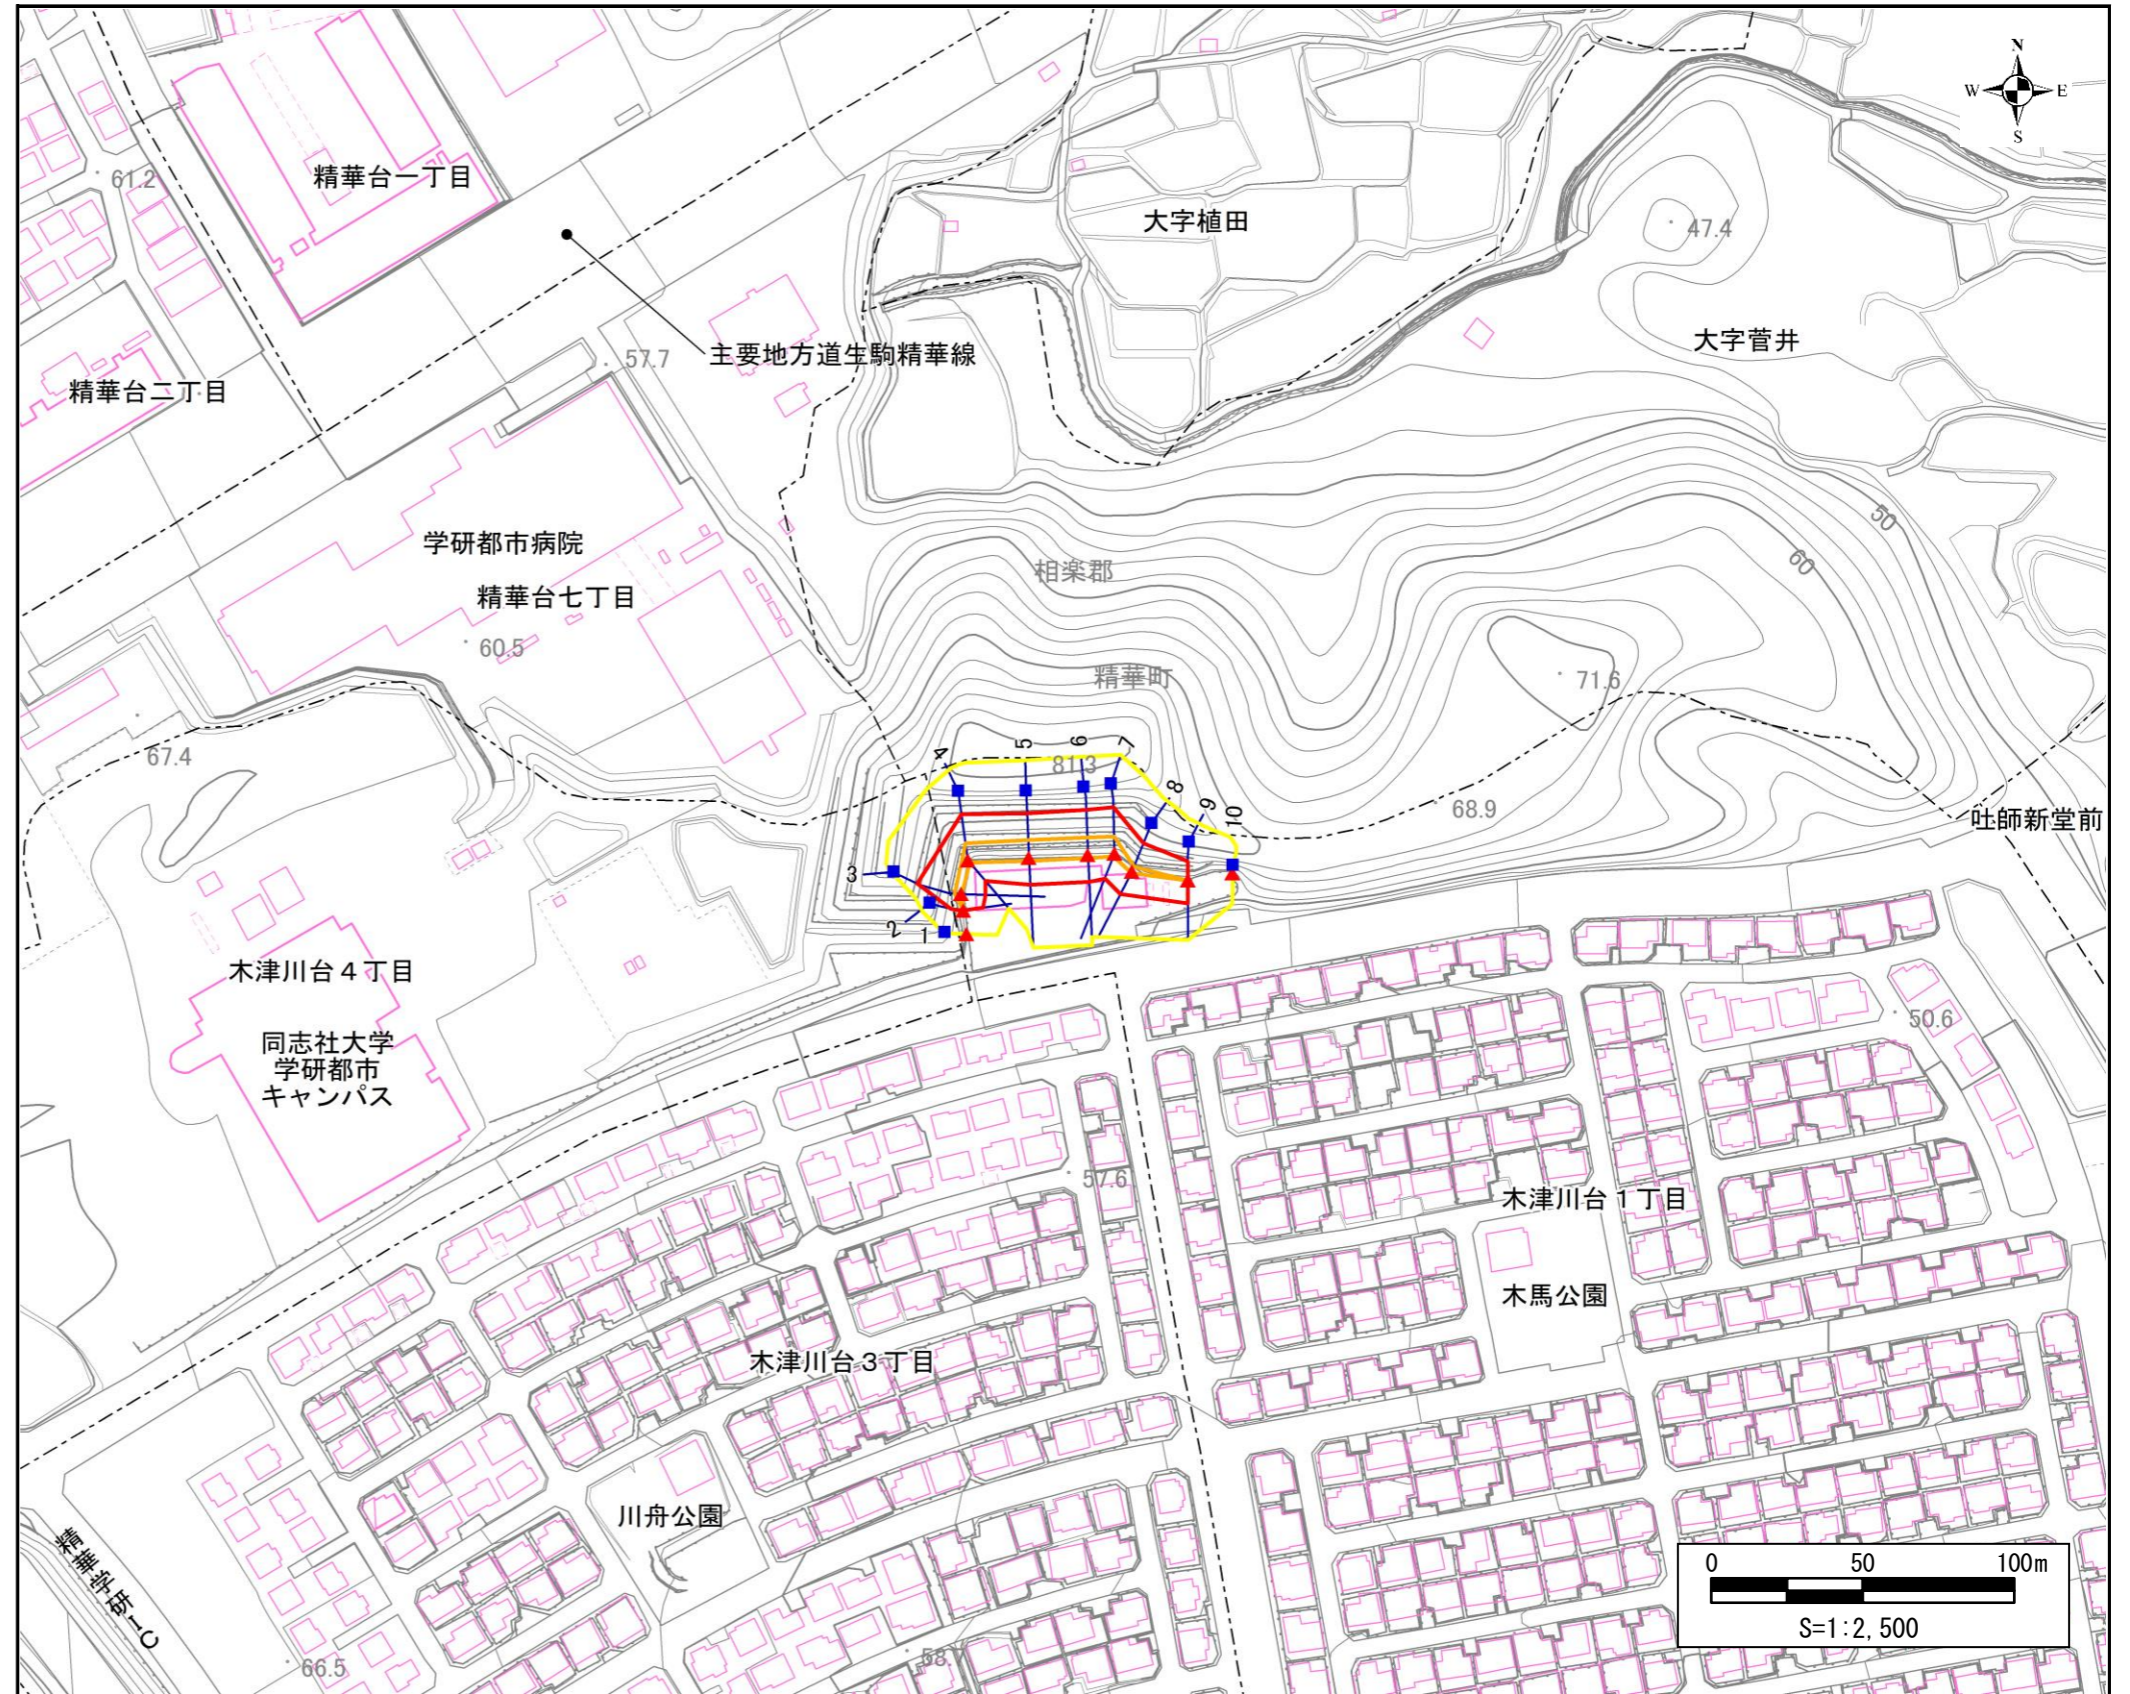 N
W E
S
61.2
精華台一丁目
大字植田
47.4
大字菅井
57.7
主要地方道生駒精華線
精華台二丁目
50
学研都市病院
60
相楽郡
精華台七丁目
60.5
精華町
71.6
67.4
4
5
6
7
81.3
8
9
10
68.9
吐師新堂前
3
2
1
木津川台４丁目
同志社大学
学研都市
キャンパス
50.6
57.6
木津川台１丁目
木馬公園
木津川台３丁目
川舟公園
精華学研IC
0 50 100m
S=1:2,500
66.5
58.7